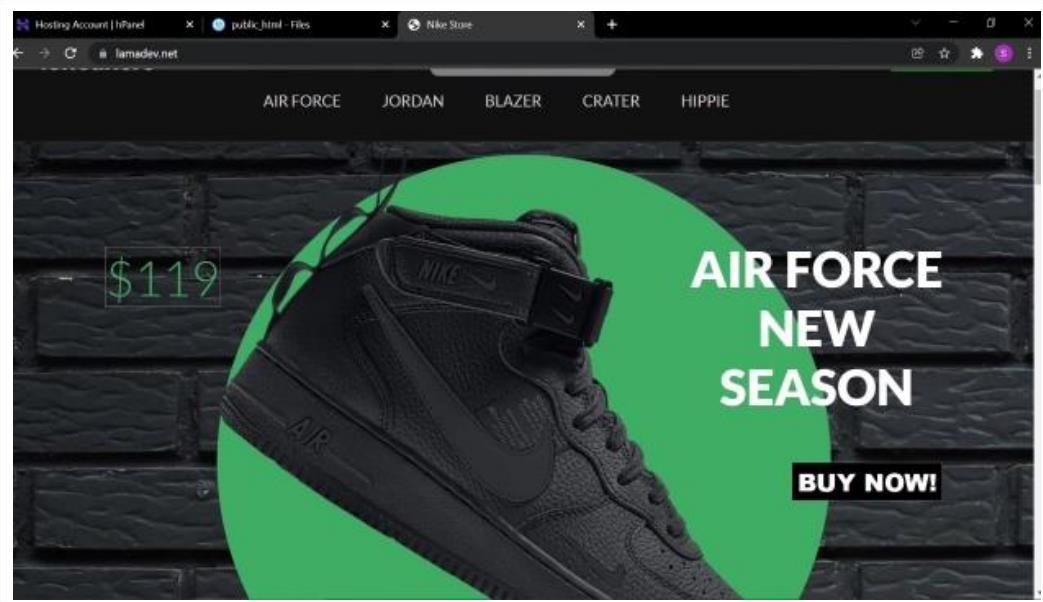 Hosting Account | hPanel
public_html - Files
Nike Store
lamadev.net
S
AIR FORCE JORDAN BLAZER CRATER HIPPIE
$119
NIKE
AIR
AIR FORCE
NEW
SEASON
BUY NOW!